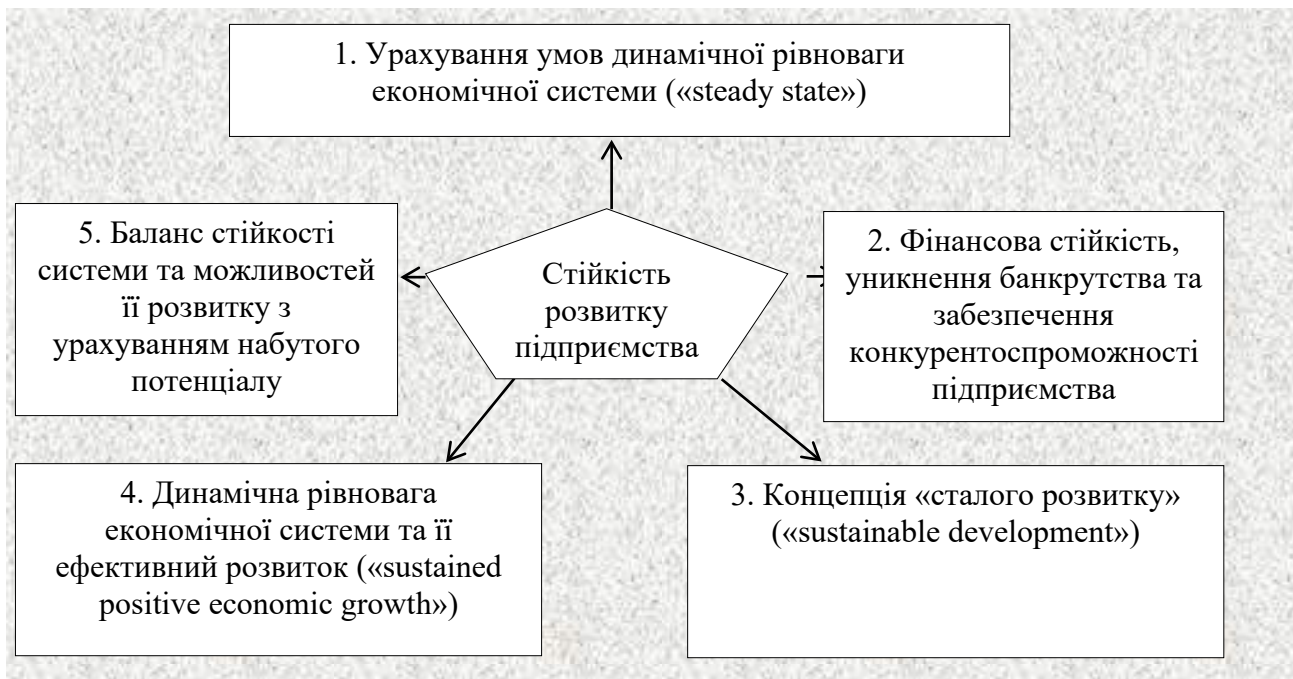 1. Урахування умов динамічної рівноваги
економічної системи («steady state»)
5. Баланс стійкості
системи та можливостей
її розвитку з
урахуванням набутого
потенціалу
Стійкість
розвитку
підприємства
2. Фінансова стійкість,
уникнення банкрутства та
забезпечення
конкурентоспроможності
підприємства
4. Динамічна рівновага
економічної системи та її
ефективний розвиток («sustained
positive economic growth»)
3. Концепція «сталого розвитку»
(«sustainable development»)